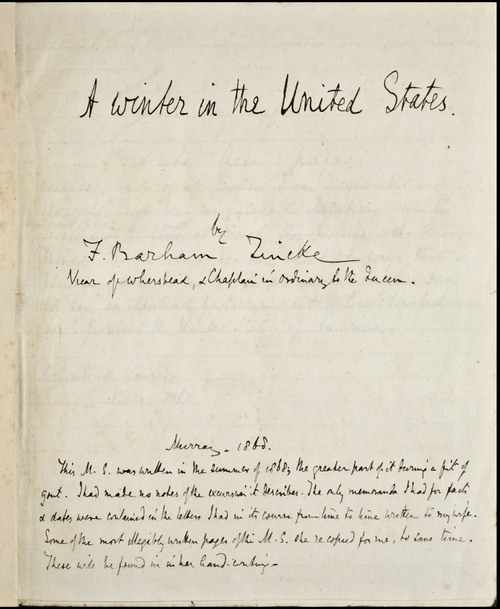 A winter in the United States.
by
F. Barham Zincke
Vicar of Wherstead, & Chaplain in Ordinary to the Queen.
Murray - 1868.
This M.S. was written in the summer of 1868; the greater part of it during a fit of
gout. I had made no notes of the excursion it describes. The only memoranda I had for facts
& dates were contained in the letters I had in its course from time to time written to my wife.
Some of the most illegibly written pages of this M.S. she recopied for me, to save time.
These will be found in her handwriting -